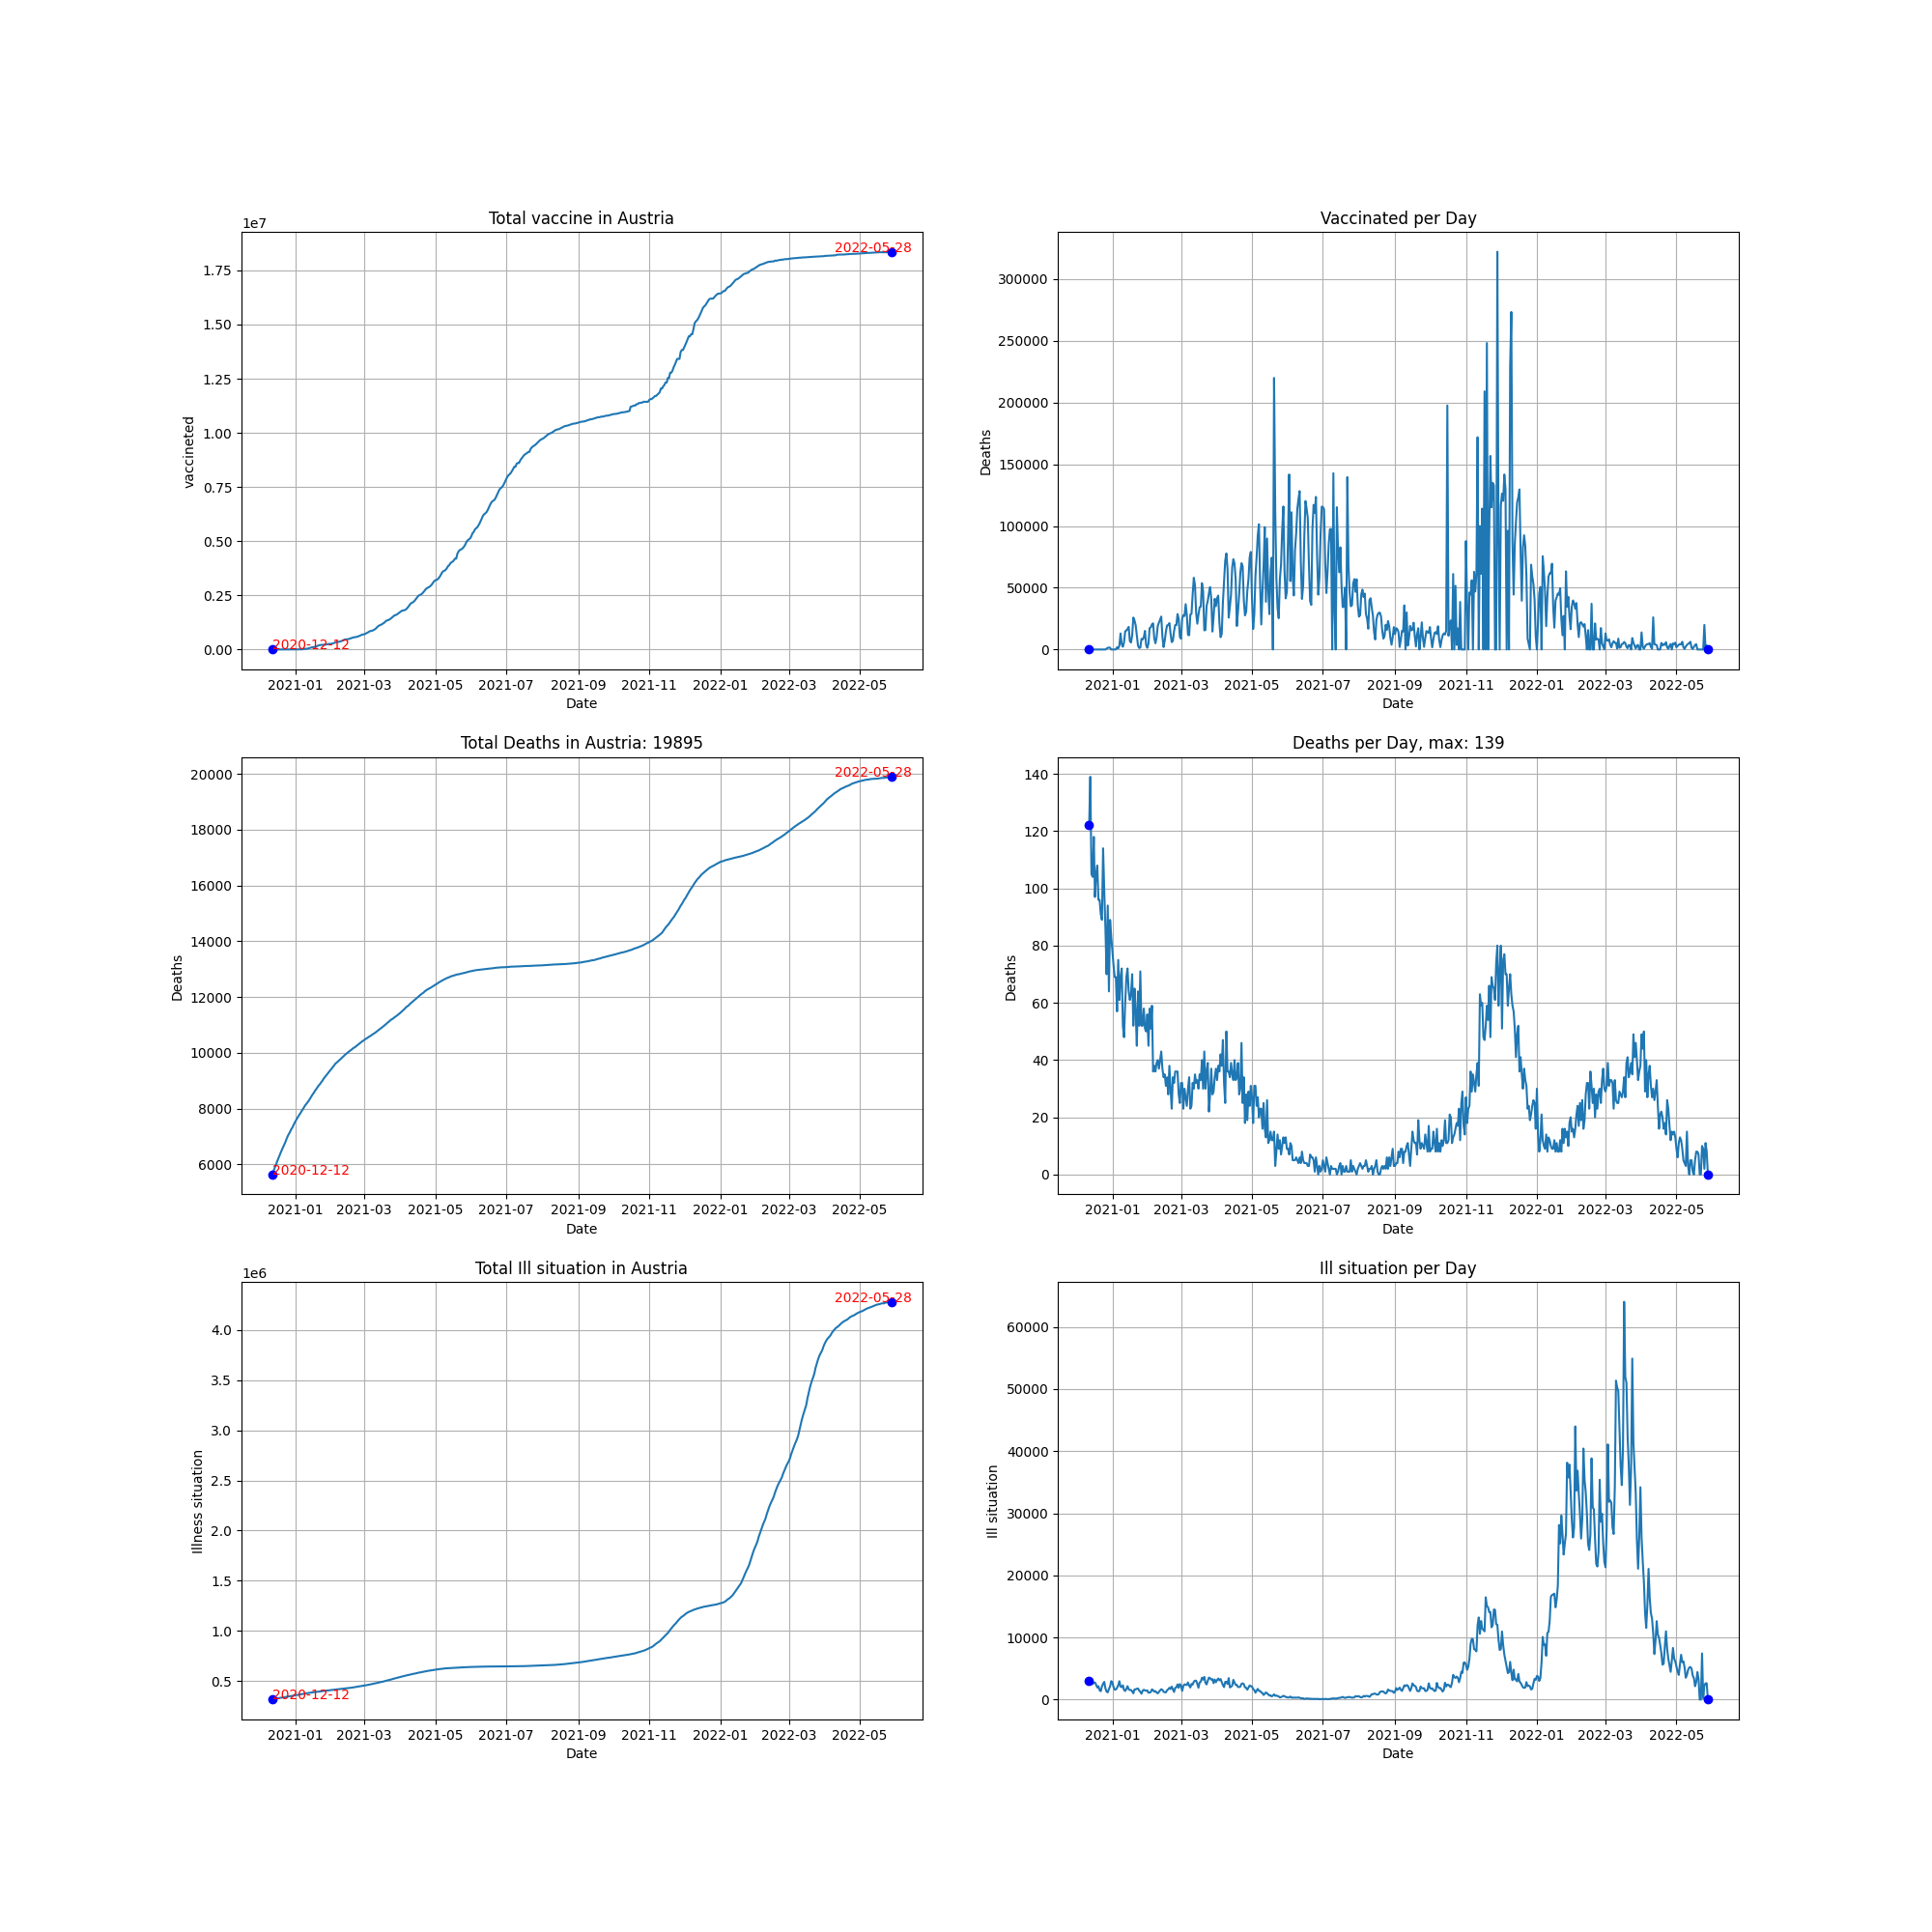 Total vaccine in Austria
1e7
vaccineted
1.75
1.50
1.25
1.00
0.75
0.50
0.25
0.00
2020-12-12
2022-05-28
2021-01 2021-03 2021-05 2021-07 2021-09 2021-11 2022-01 2022-03 2022-05
Date
Vaccinated per Day
Deaths
300000
250000
200000
150000
100000
50000
0
2021-01 2021-03 2021-05 2021-07 2021-09 2021-11 2022-01 2022-03 2022-05
Date
Total Deaths in Austria: 19895
Deaths
20000
18000
16000
14000
12000
10000
8000
6000
2020-12-12
2022-05-28
2021-01 2021-03 2021-05 2021-07 2021-09 2021-11 2022-01 2022-03 2022-05
Date
Deaths per Day, max: 139
Deaths
140
120
100
80
60
40
20
0
2021-01 2021-03 2021-05 2021-07 2021-09 2021-11 2022-01 2022-03 2022-05
Date
Total Ill situation in Austria
1e6
Illness situation
4.0
3.5
3.0
2.5
2.0
1.5
1.0
0.5
2020-12-12
2022-05-28
2021-01 2021-03 2021-05 2021-07 2021-09 2021-11 2022-01 2022-03 2022-05
Date
Ill situation per Day
Ill situation
60000
50000
40000
30000
20000
10000
0
2021-01 2021-03 2021-05 2021-07 2021-09 2021-11 2022-01 2022-03 2022-05
Date